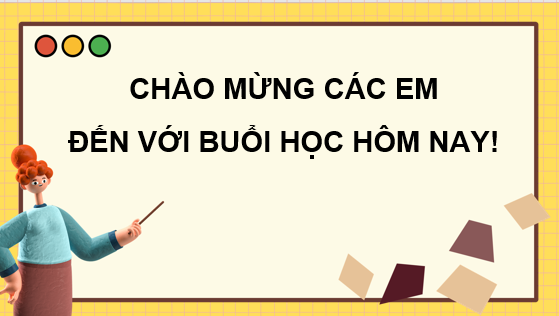 CHÀO MỪNG CÁC EM
ĐẾN VỚI BUỔI HỌC HÔM NAY!